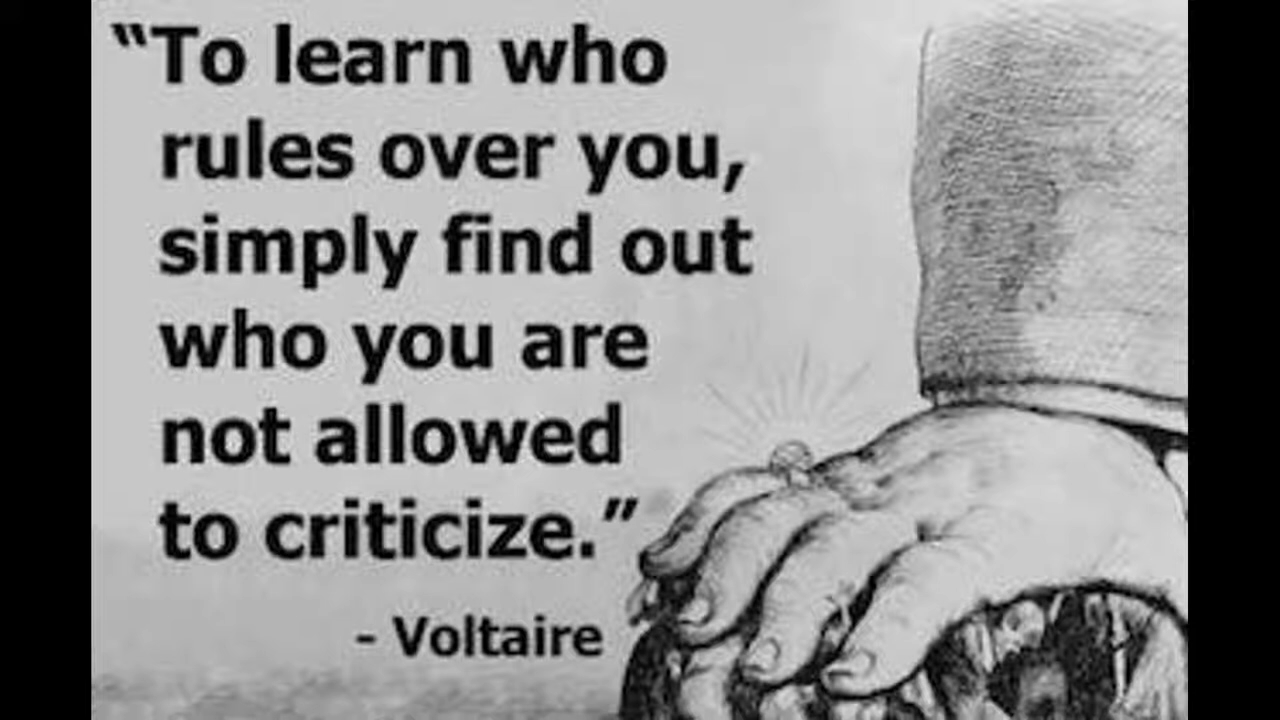 “To learn who
rules over you,
simply find out
who you are
not allowed
to criticize.”
- Voltaire